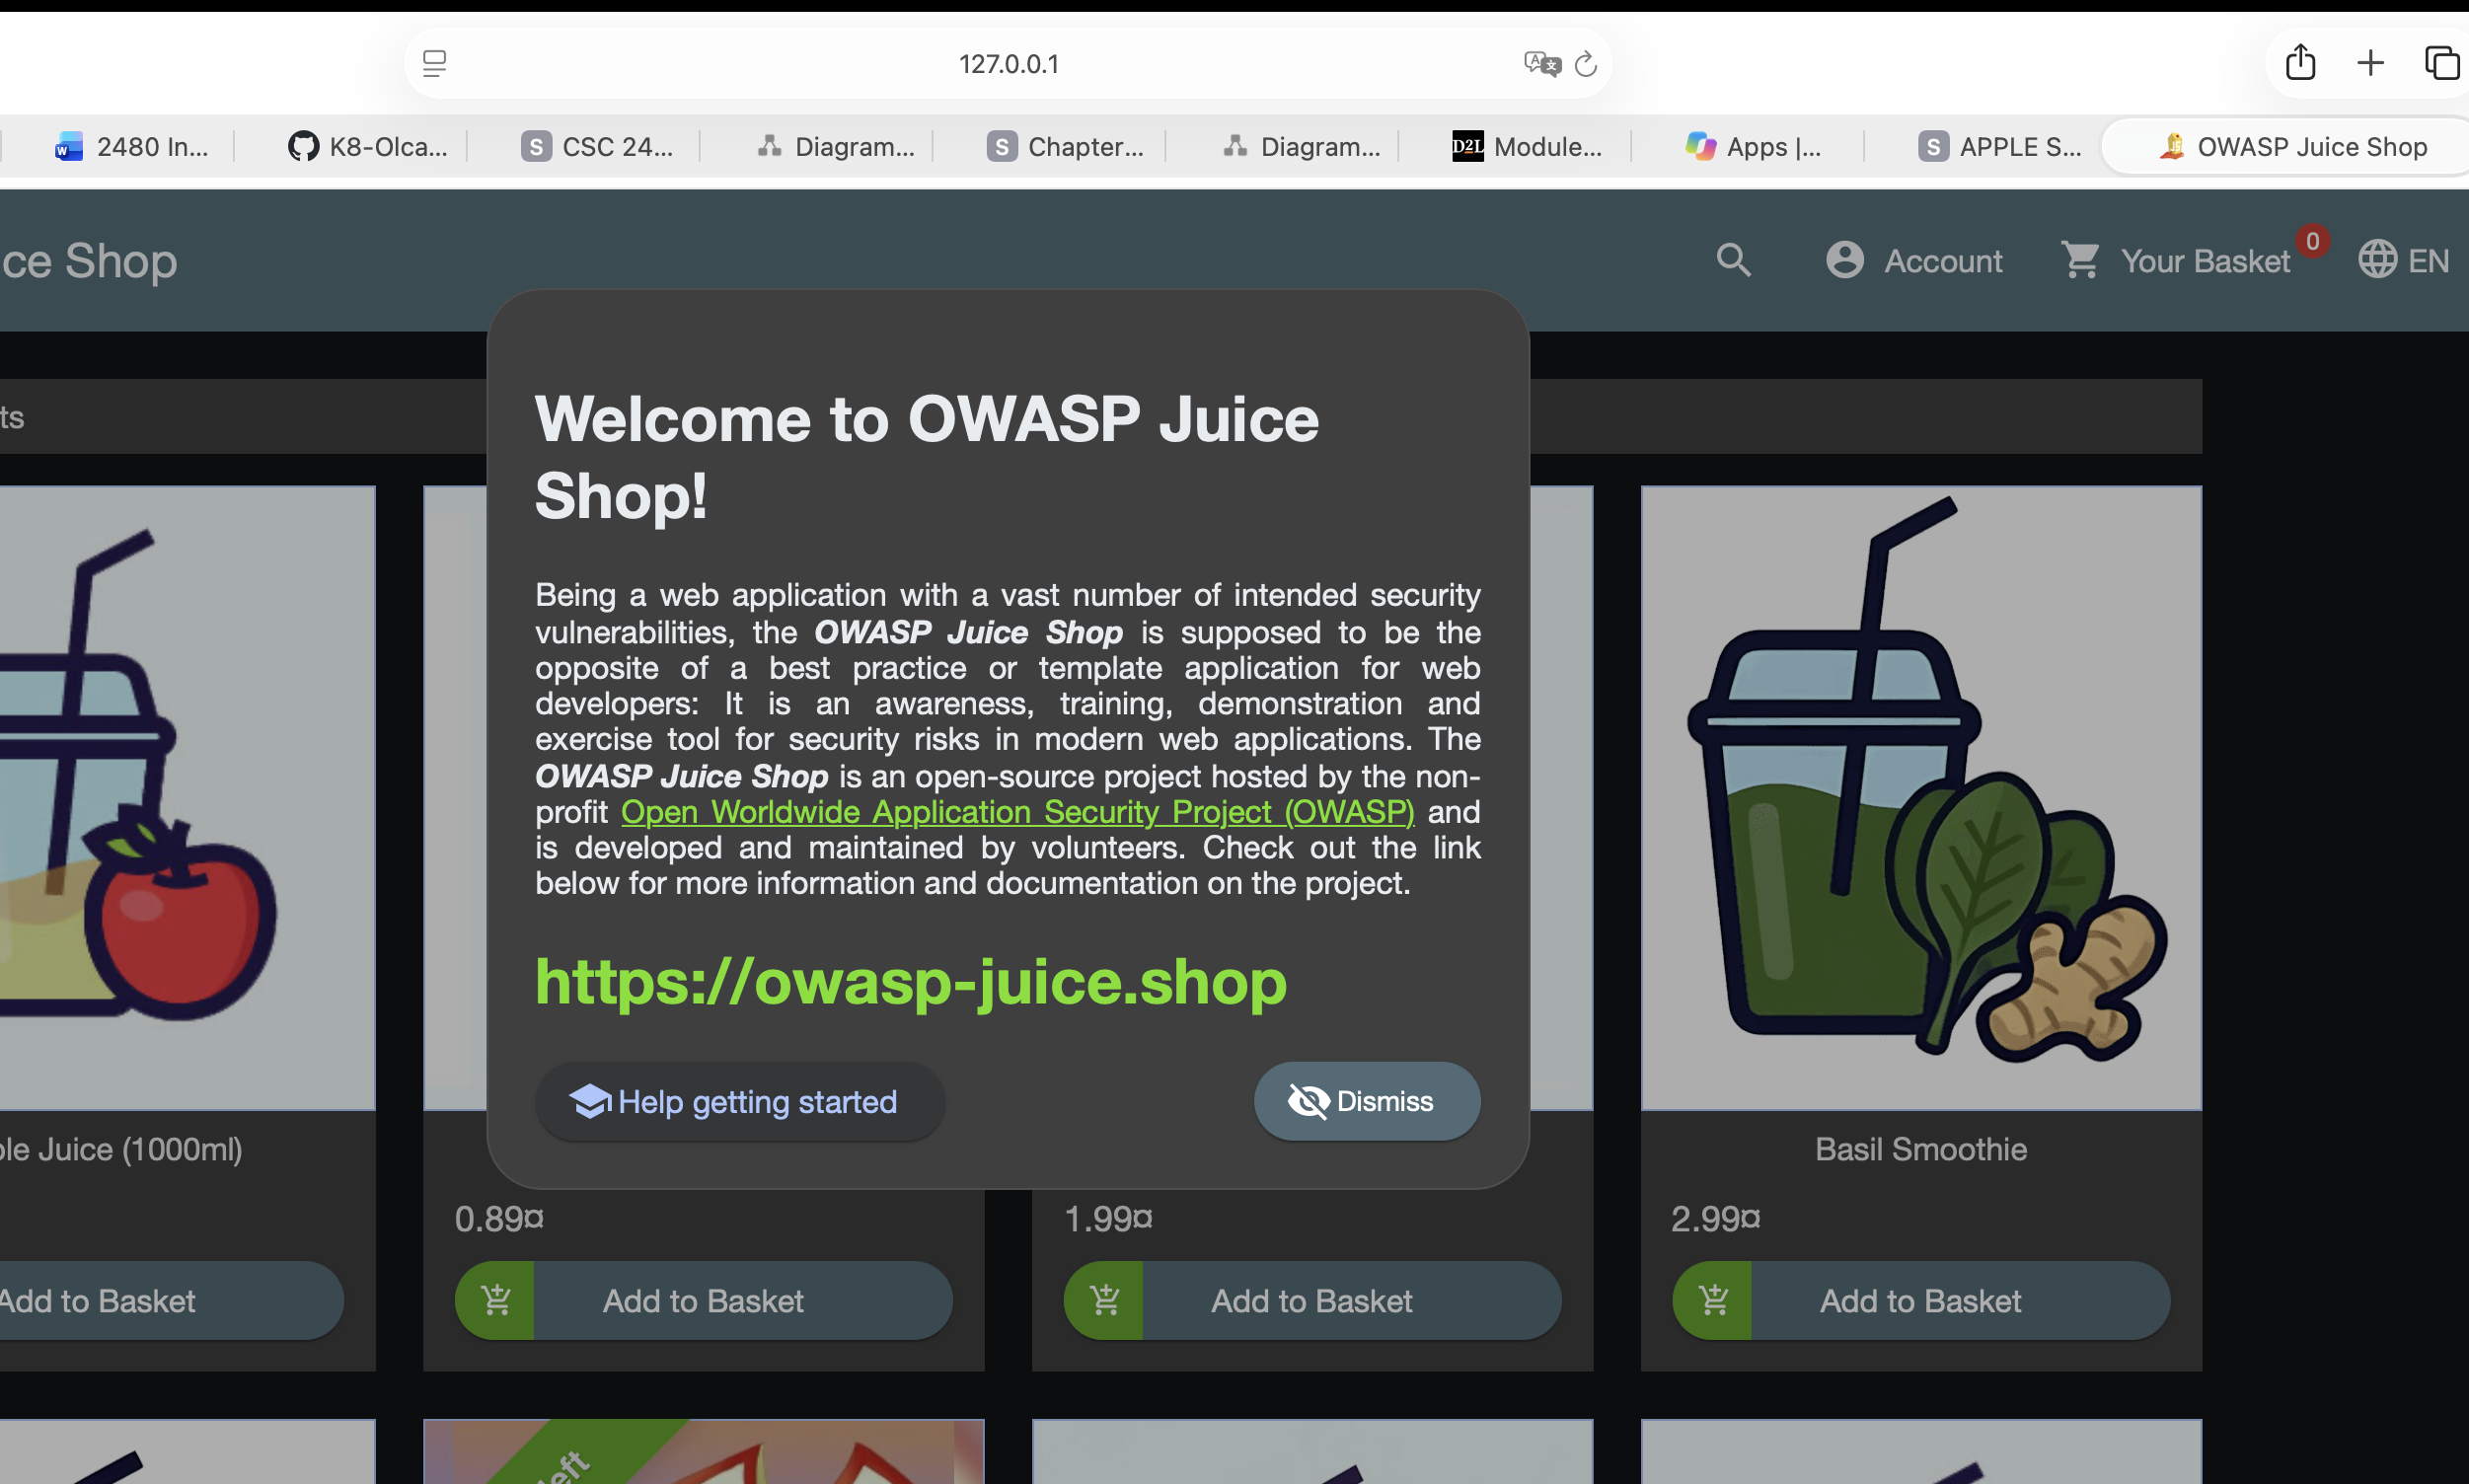 127.0.0.1
2480 In...
K8-Olca...
S CSC 24...
Diagram...
S Chapter...
Diagram...
D2L Module...
Apps |...
S APPLE S...
OWASP Juice Shop
ce Shop
Account
Your Basket
0
EN
ts
Welcome to OWASP Juice
Shop!
Being a web application with a vast number of intended security
vulnerabilities, the OWASP Juice Shop is supposed to be the
opposite of a best practice or template application for web
developers: It is an awareness, training, demonstration and
exercise tool for security risks in modern web applications. The
OWASP Juice Shop is an open-source project hosted by the non-
profit Open Worldwide Application Security Project (OWASP) and
is developed and maintained by volunteers. Check out the link
below for more information and documentation on the project.
https://owasp-juice.shop
Help getting started
Dismiss
ole Juice (1000ml)
Basil Smoothie
0.89¤
1.99¤
2.99¤
Add to Basket
Add to Basket
Add to Basket
Add to Basket
left